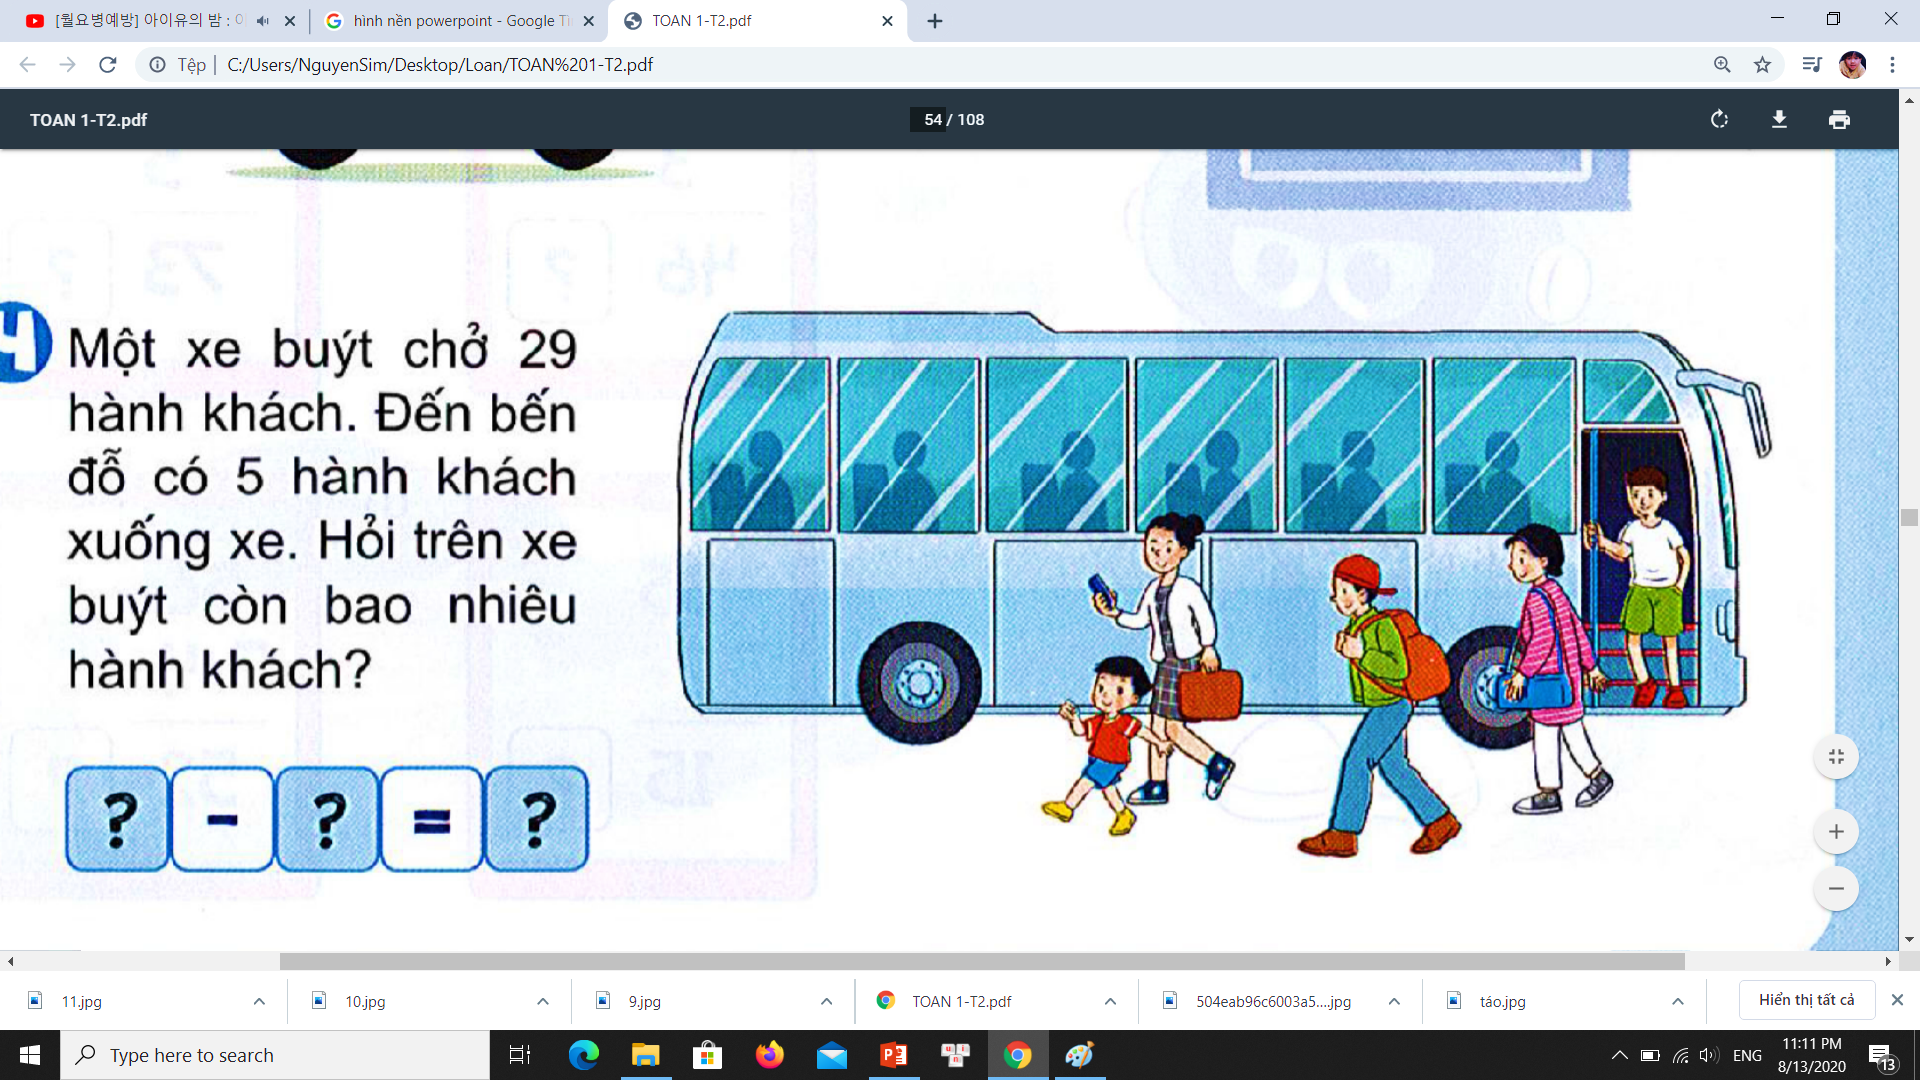 [월요병예방] 아이유의 밤 :
hình nền powerpoint - Google Tì
TOAN 1-T2.pdf
Tệp
C:/Users/NguyenSim/Desktop/Loan/TOAN%201-T2.pdf
TOAN 1-T2.pdf
54 / 108
4
Một xe buýt chở 29
hành khách. Đến bến
đỗ có 5 hành khách
xuống xe. Hỏi trên xe
buýt còn bao nhiêu
hành khách?
? - ? = ?
11.jpg
10.jpg
9.jpg
TOAN 1-T2.pdf
504eab96c6003a5....jpg
táo.jpg
Hiển thị tất cả
Type here to search
ENG
11:11 PM
8/13/2020
13